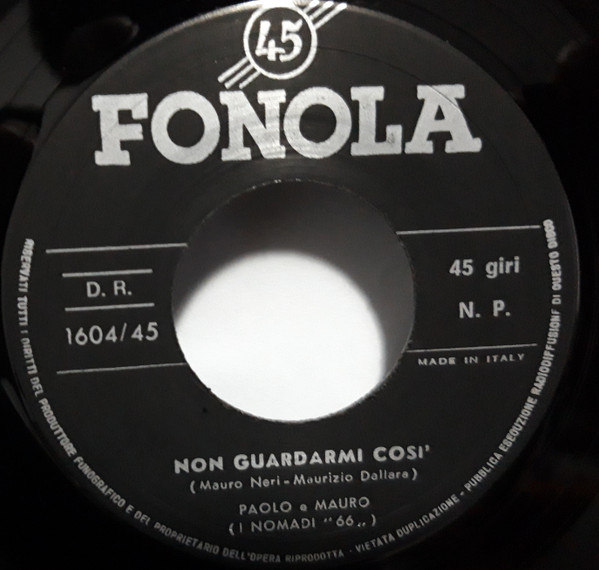 45
FONOLA
D. R.
1604/45
45 giri
N. P.
MADE IN ITALY
NON GUARDARMI COSI'
(Mauro Neri - Maurizio Dallara)
PAOLO e MAURO
(I NOMADI "66„)
RISERVATI TUTTI I DIRITTI DEL PRODUTTORE FONOGRAFICO E DEL PROPRIETARIO DELL'OPERA RIPRODOTTA - VIETATA DUPLICAZIONE - PUBBLICA ESECUZIONE RADIODIFFUSIONE DI QUESTO DISCO